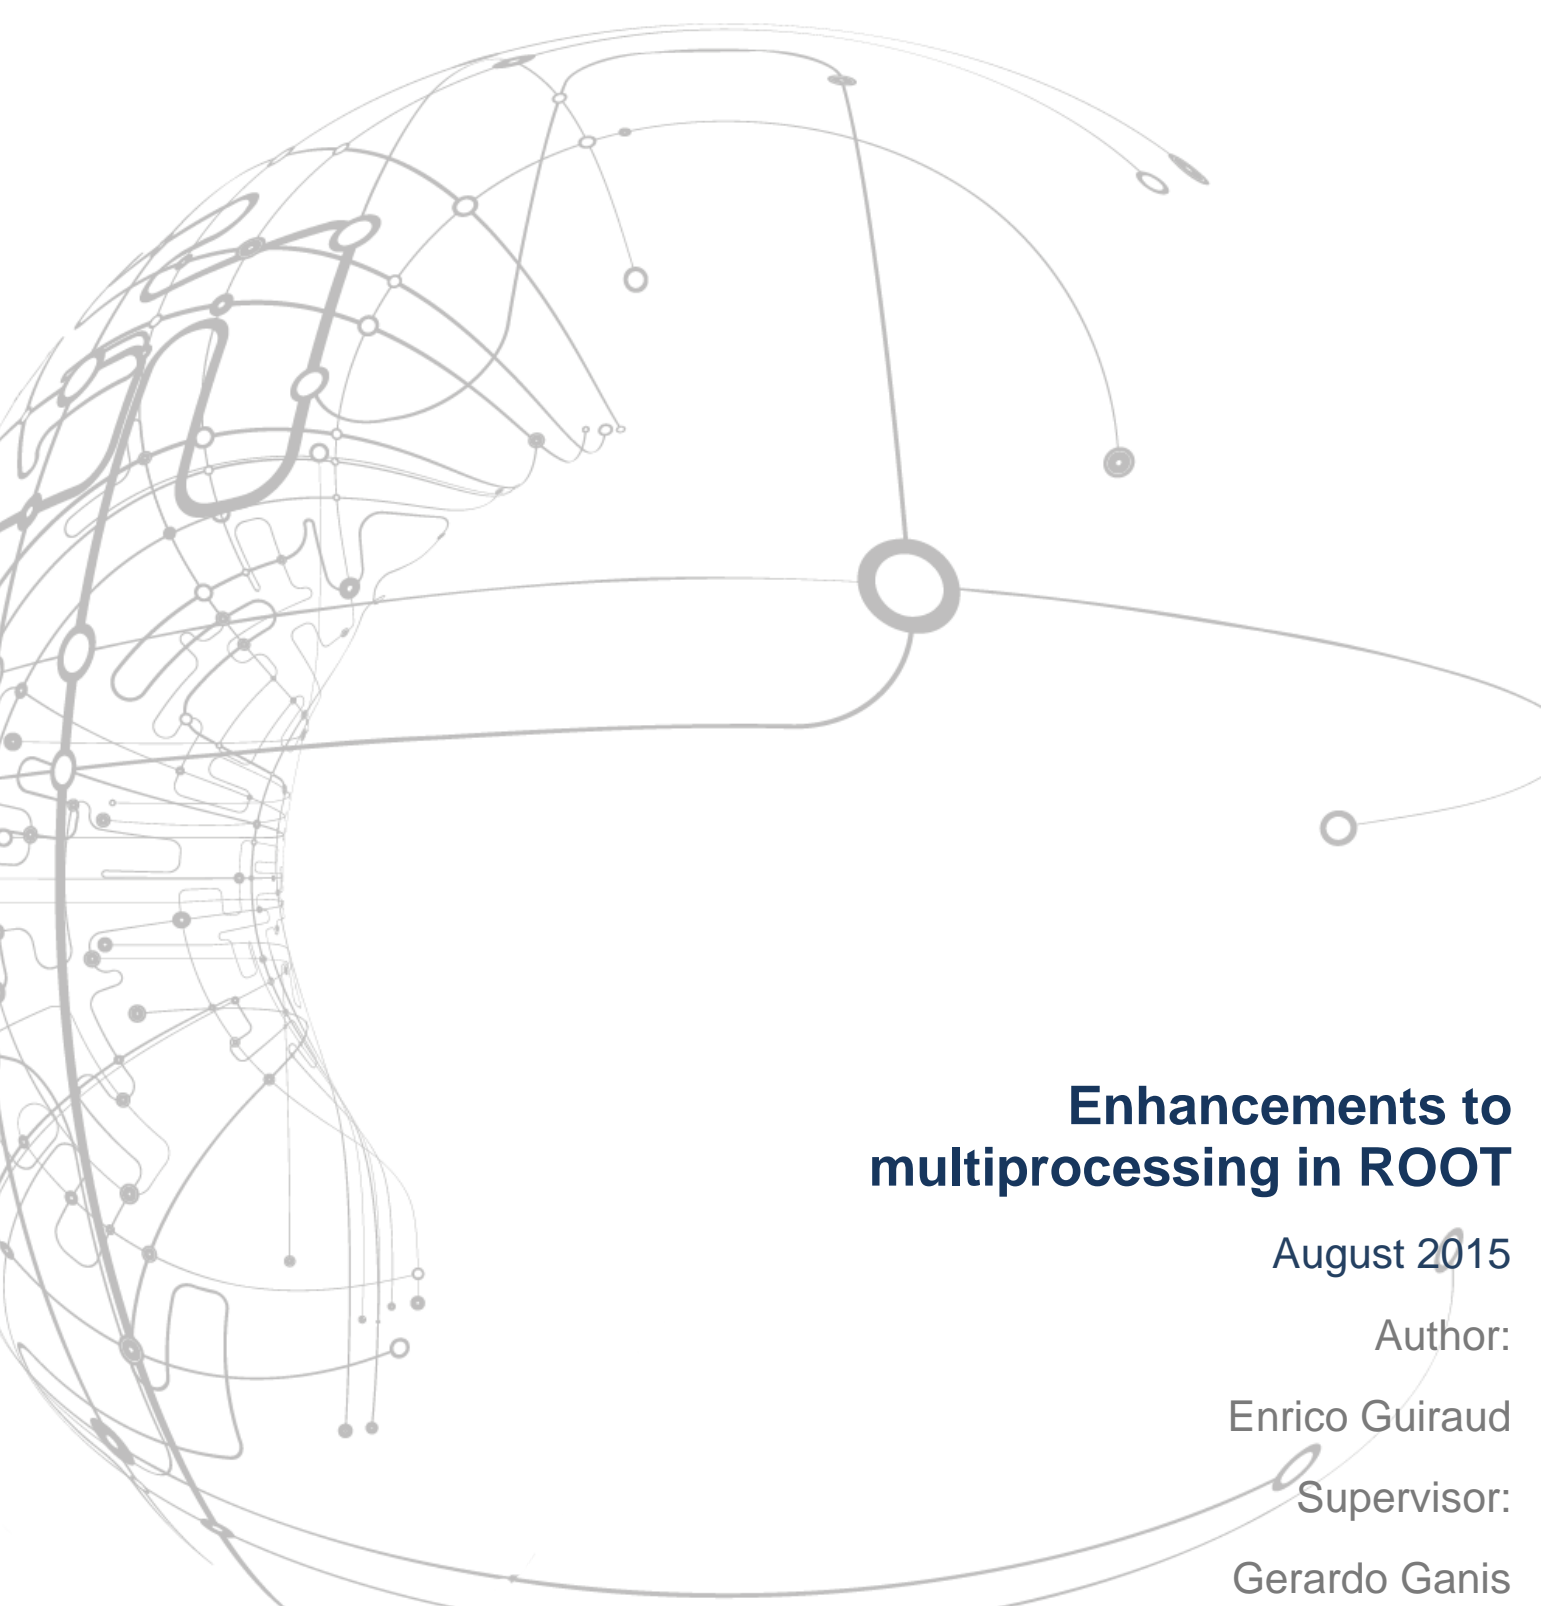 Enhancements to
multiprocessing in ROOT
August 2015
Author:
Enrico Guiraud
Supervisor:
Gerardo Ganis